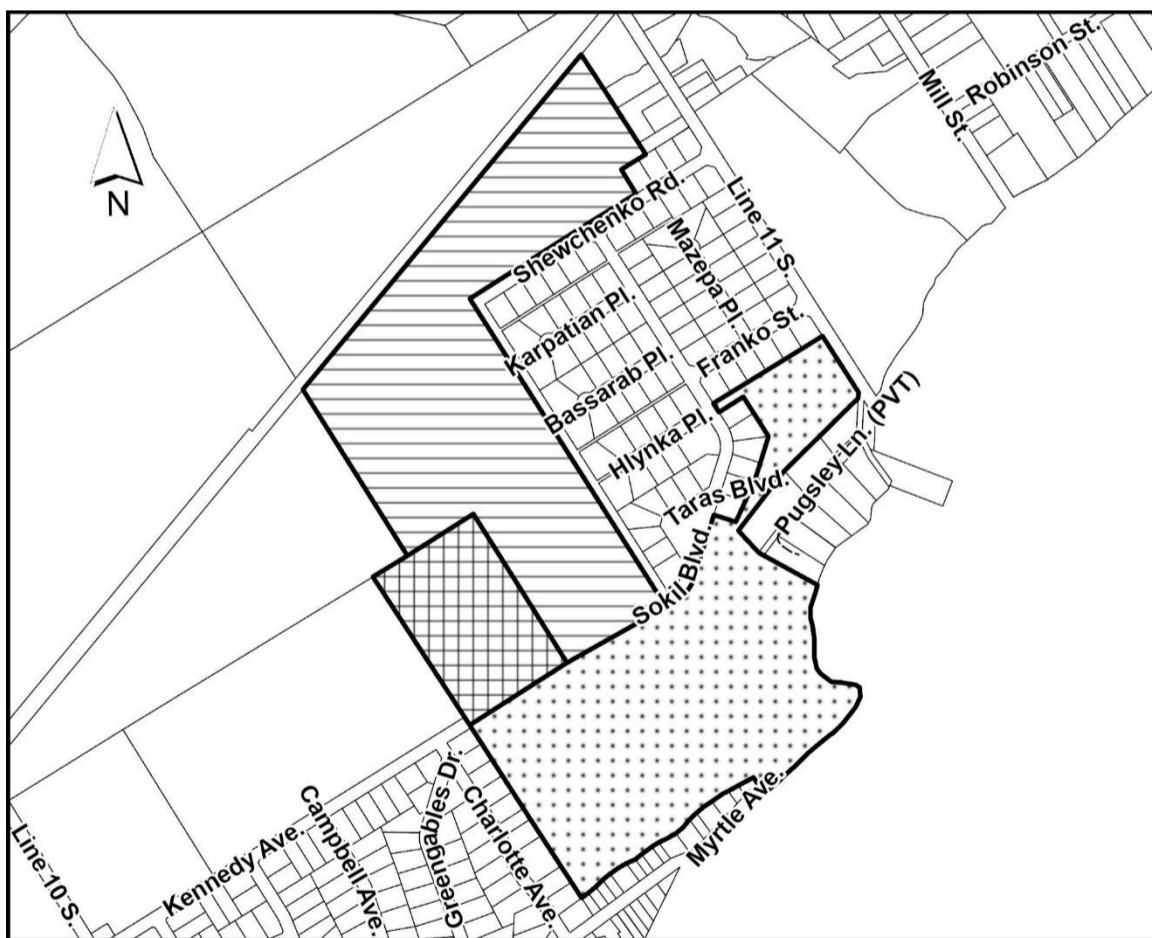 Robinson St.
Mill St.
N
Line 11 S.
Shewchenko Rd.
Mazepa Pl.
Karpatian Pl.
Franko St.
Bassarab Pl.
Hlynka Pl.
Pugsley Ln. (PVT)
Taras Blvd.
Sokil Blvd.
Myrtle Ave.
Greengables Dr.
Charlotte Ave.
Campbell Ave.
Kennedy Ave.
Line 10 S.